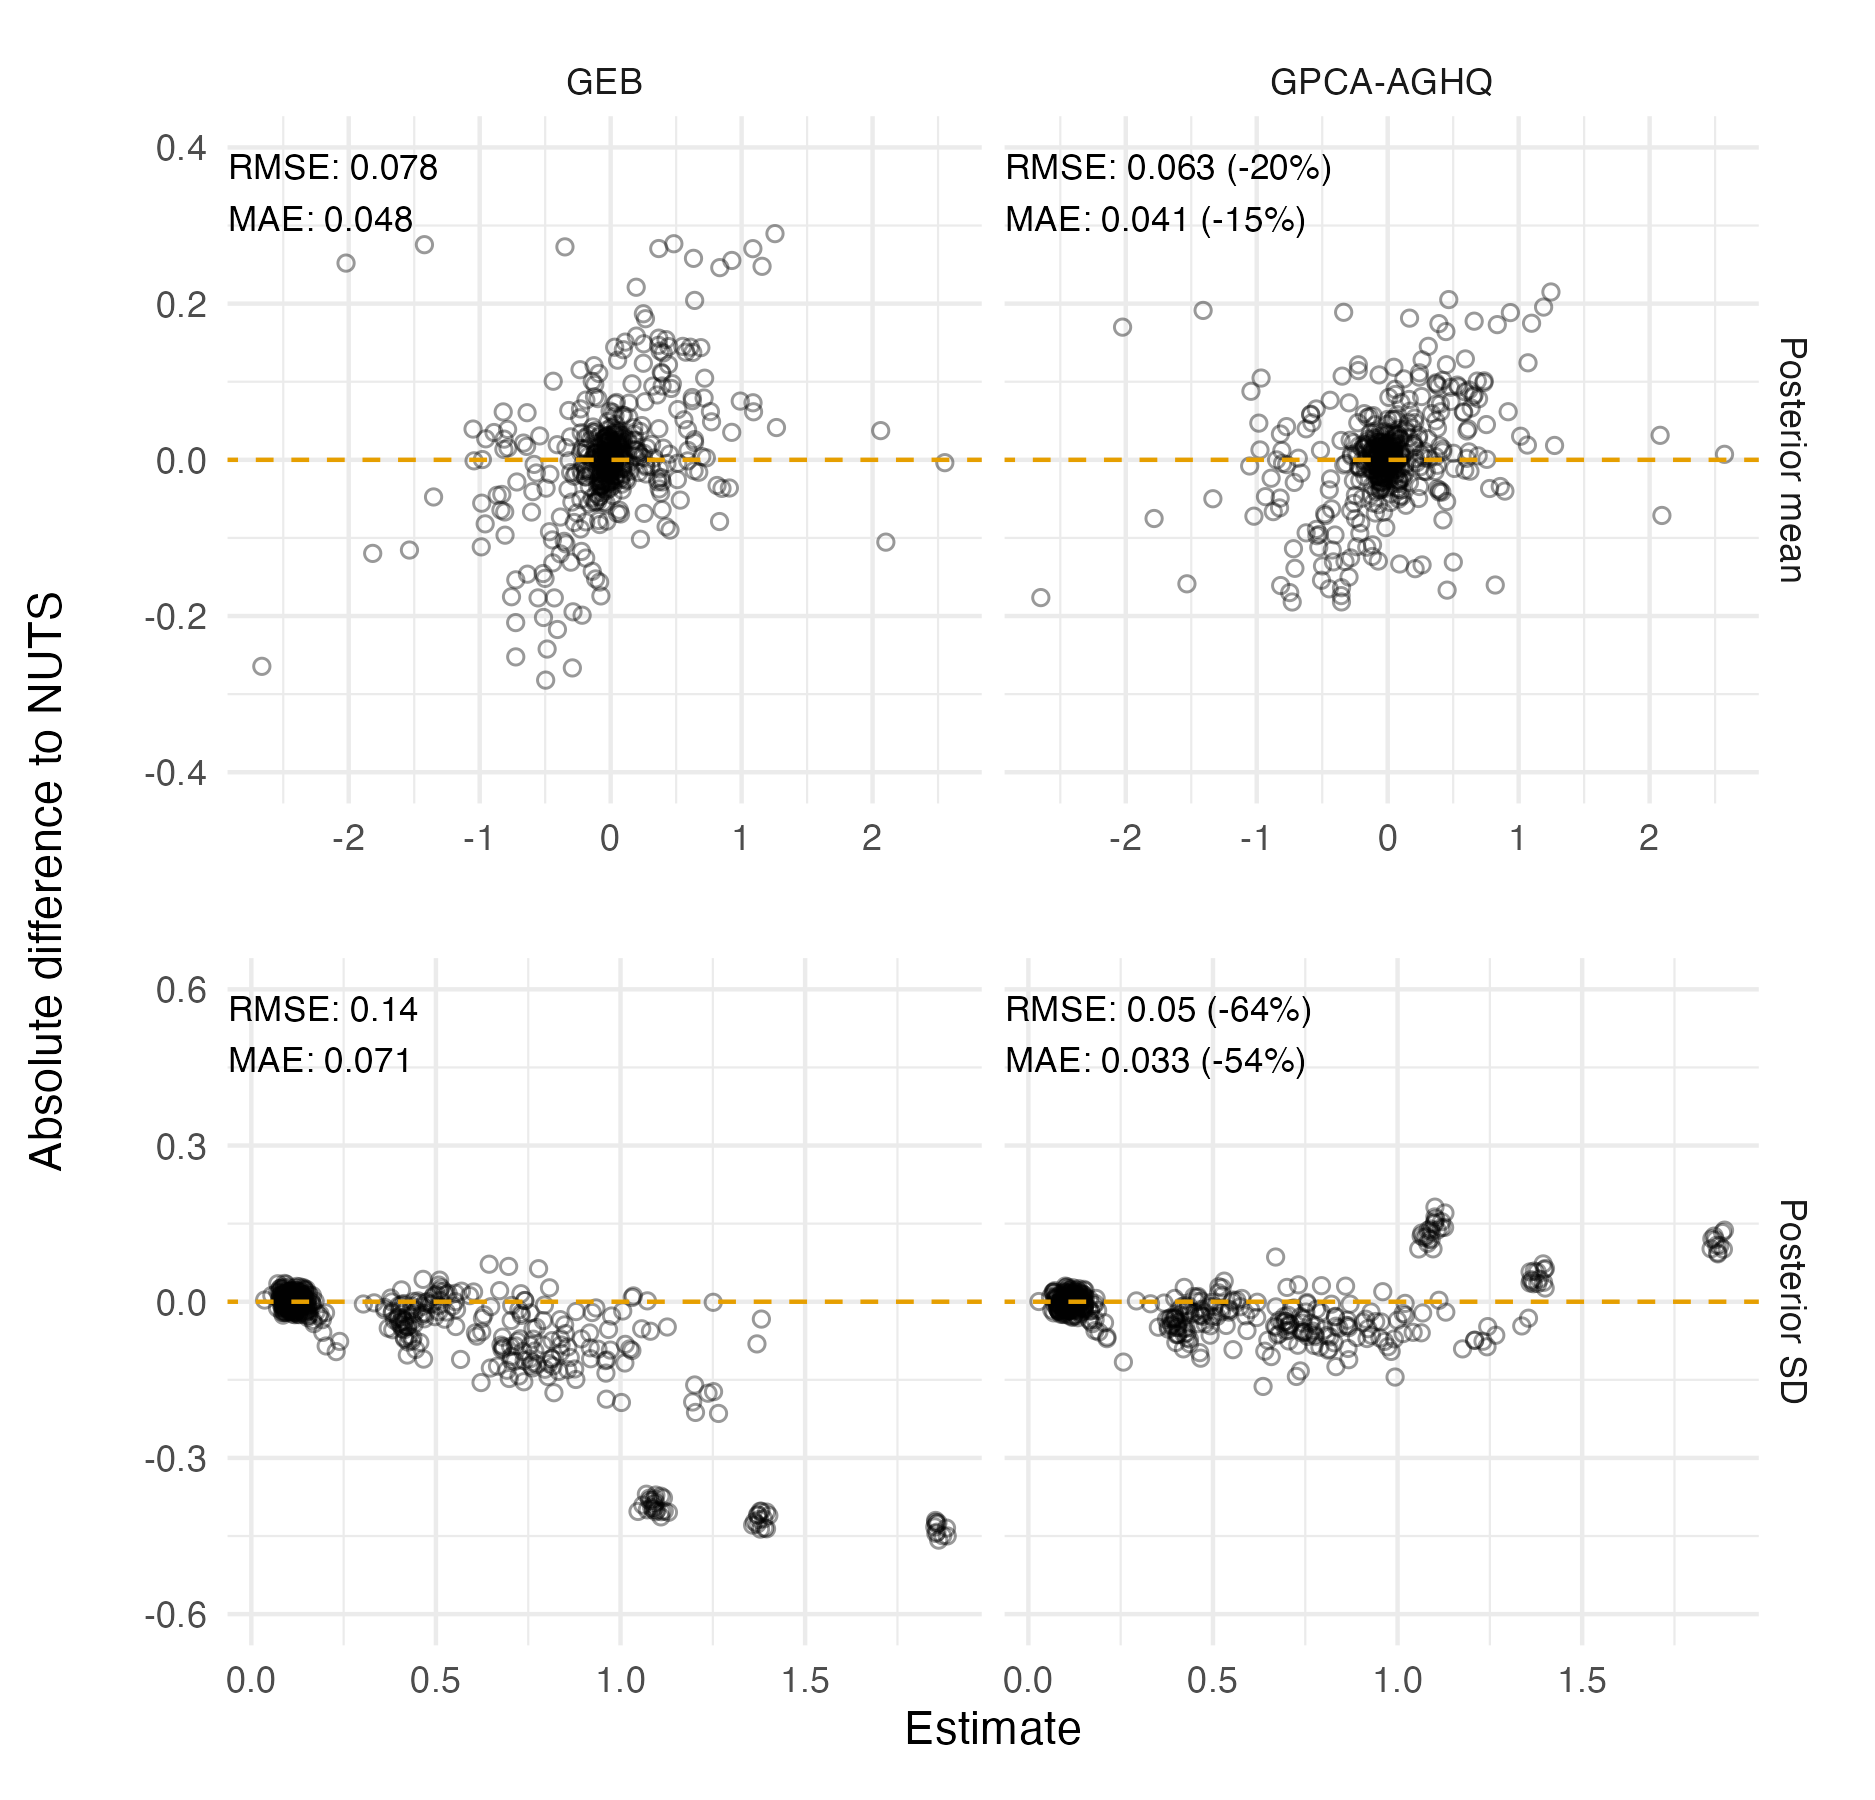 GEB
GPCA-AGHQ
0.4
0.2
0.0
-0.2
-0.4
RMSE: 0.078
MAE: 0.048
RMSE: 0.063 (-20%)
MAE: 0.041 (-15%)
Posterior mean
-2 -1 0 1 2
-2 -1 0 1 2
Absolute difference to NUTS
0.6
0.3
0.0
-0.3
-0.6
RMSE: 0.14
MAE: 0.071
RMSE: 0.05 (-64%)
MAE: 0.033 (-54%)
Posterior SD
0.0 0.5 1.0 1.5
0.0 0.5 1.0 1.5
Estimate